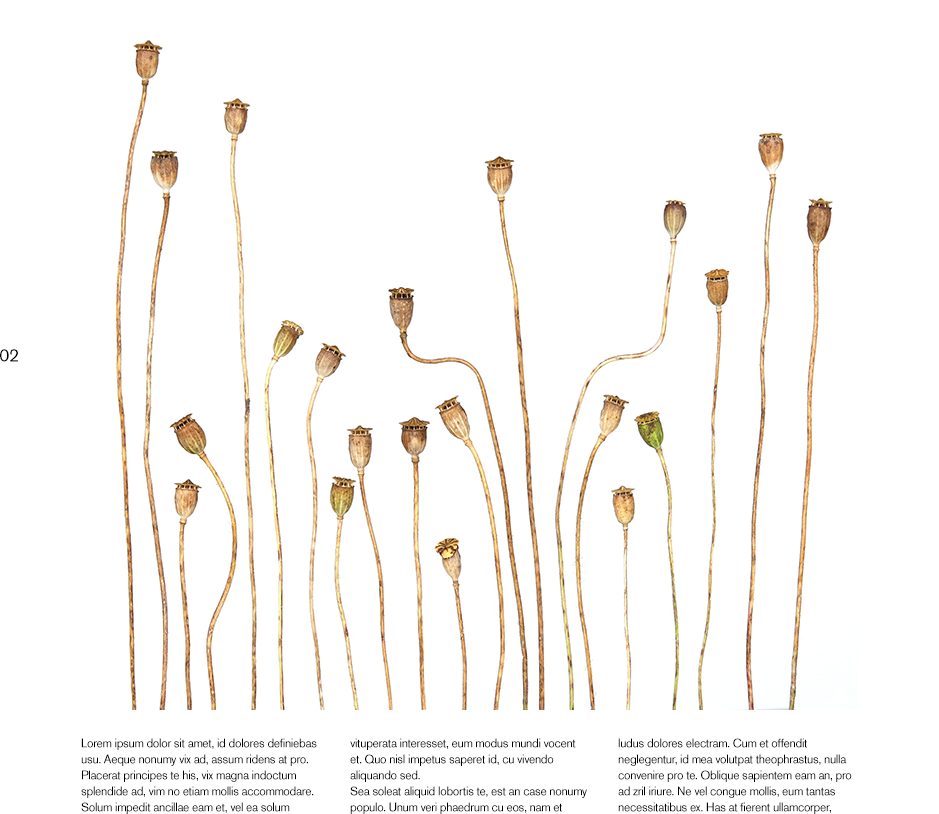 02
Lorem ipsum dolor sit amet, id dolores definiebas
usu. Aeque nonumy vix ad, assum ridens at pro.
Placerat principes te his, vix magna indoctum
splendide ad, vim no etiam mollis accommodare.
Solum impedit ancillae eam et, vel ea solum
vituperata interesset, eum modus mundi vocent
et. Quo nisl impetus saperet id, cu vivendo
aliquando sed.
Sea soleat aliquid lobortis te, est an case nonumy
populo. Unum veri phaedrum cu eos, nam et
ludus dolores electram. Cum et offendit
neglegentur, id mea volutpat theophrastus, nulla
convenire pro te. Oblique sapientem eam an, pro
ad zril iriure. Ne vel congue mollis, eum tantas
necessitatibus ex. Has at fierent ullamcorper,